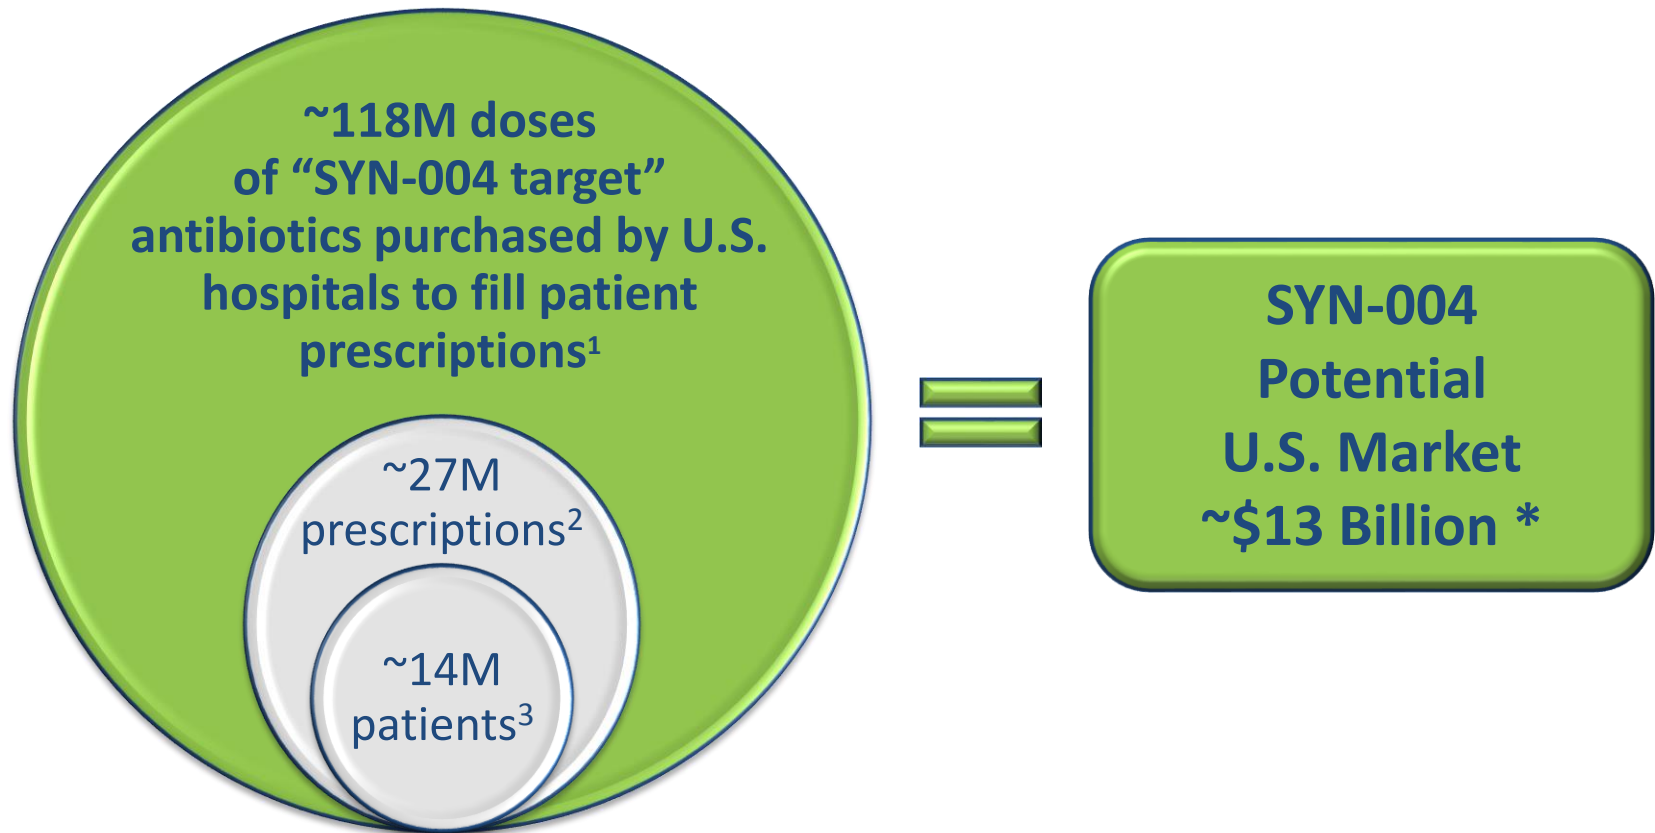 ~118M doses
of “SYN-004 target”
antibiotics purchased by U.S.
hospitals to fill patient
prescriptions¹
~27M
prescriptions²
~14M
patients³
SYN-004
Potential
U.S. Market
~$13 Billion *